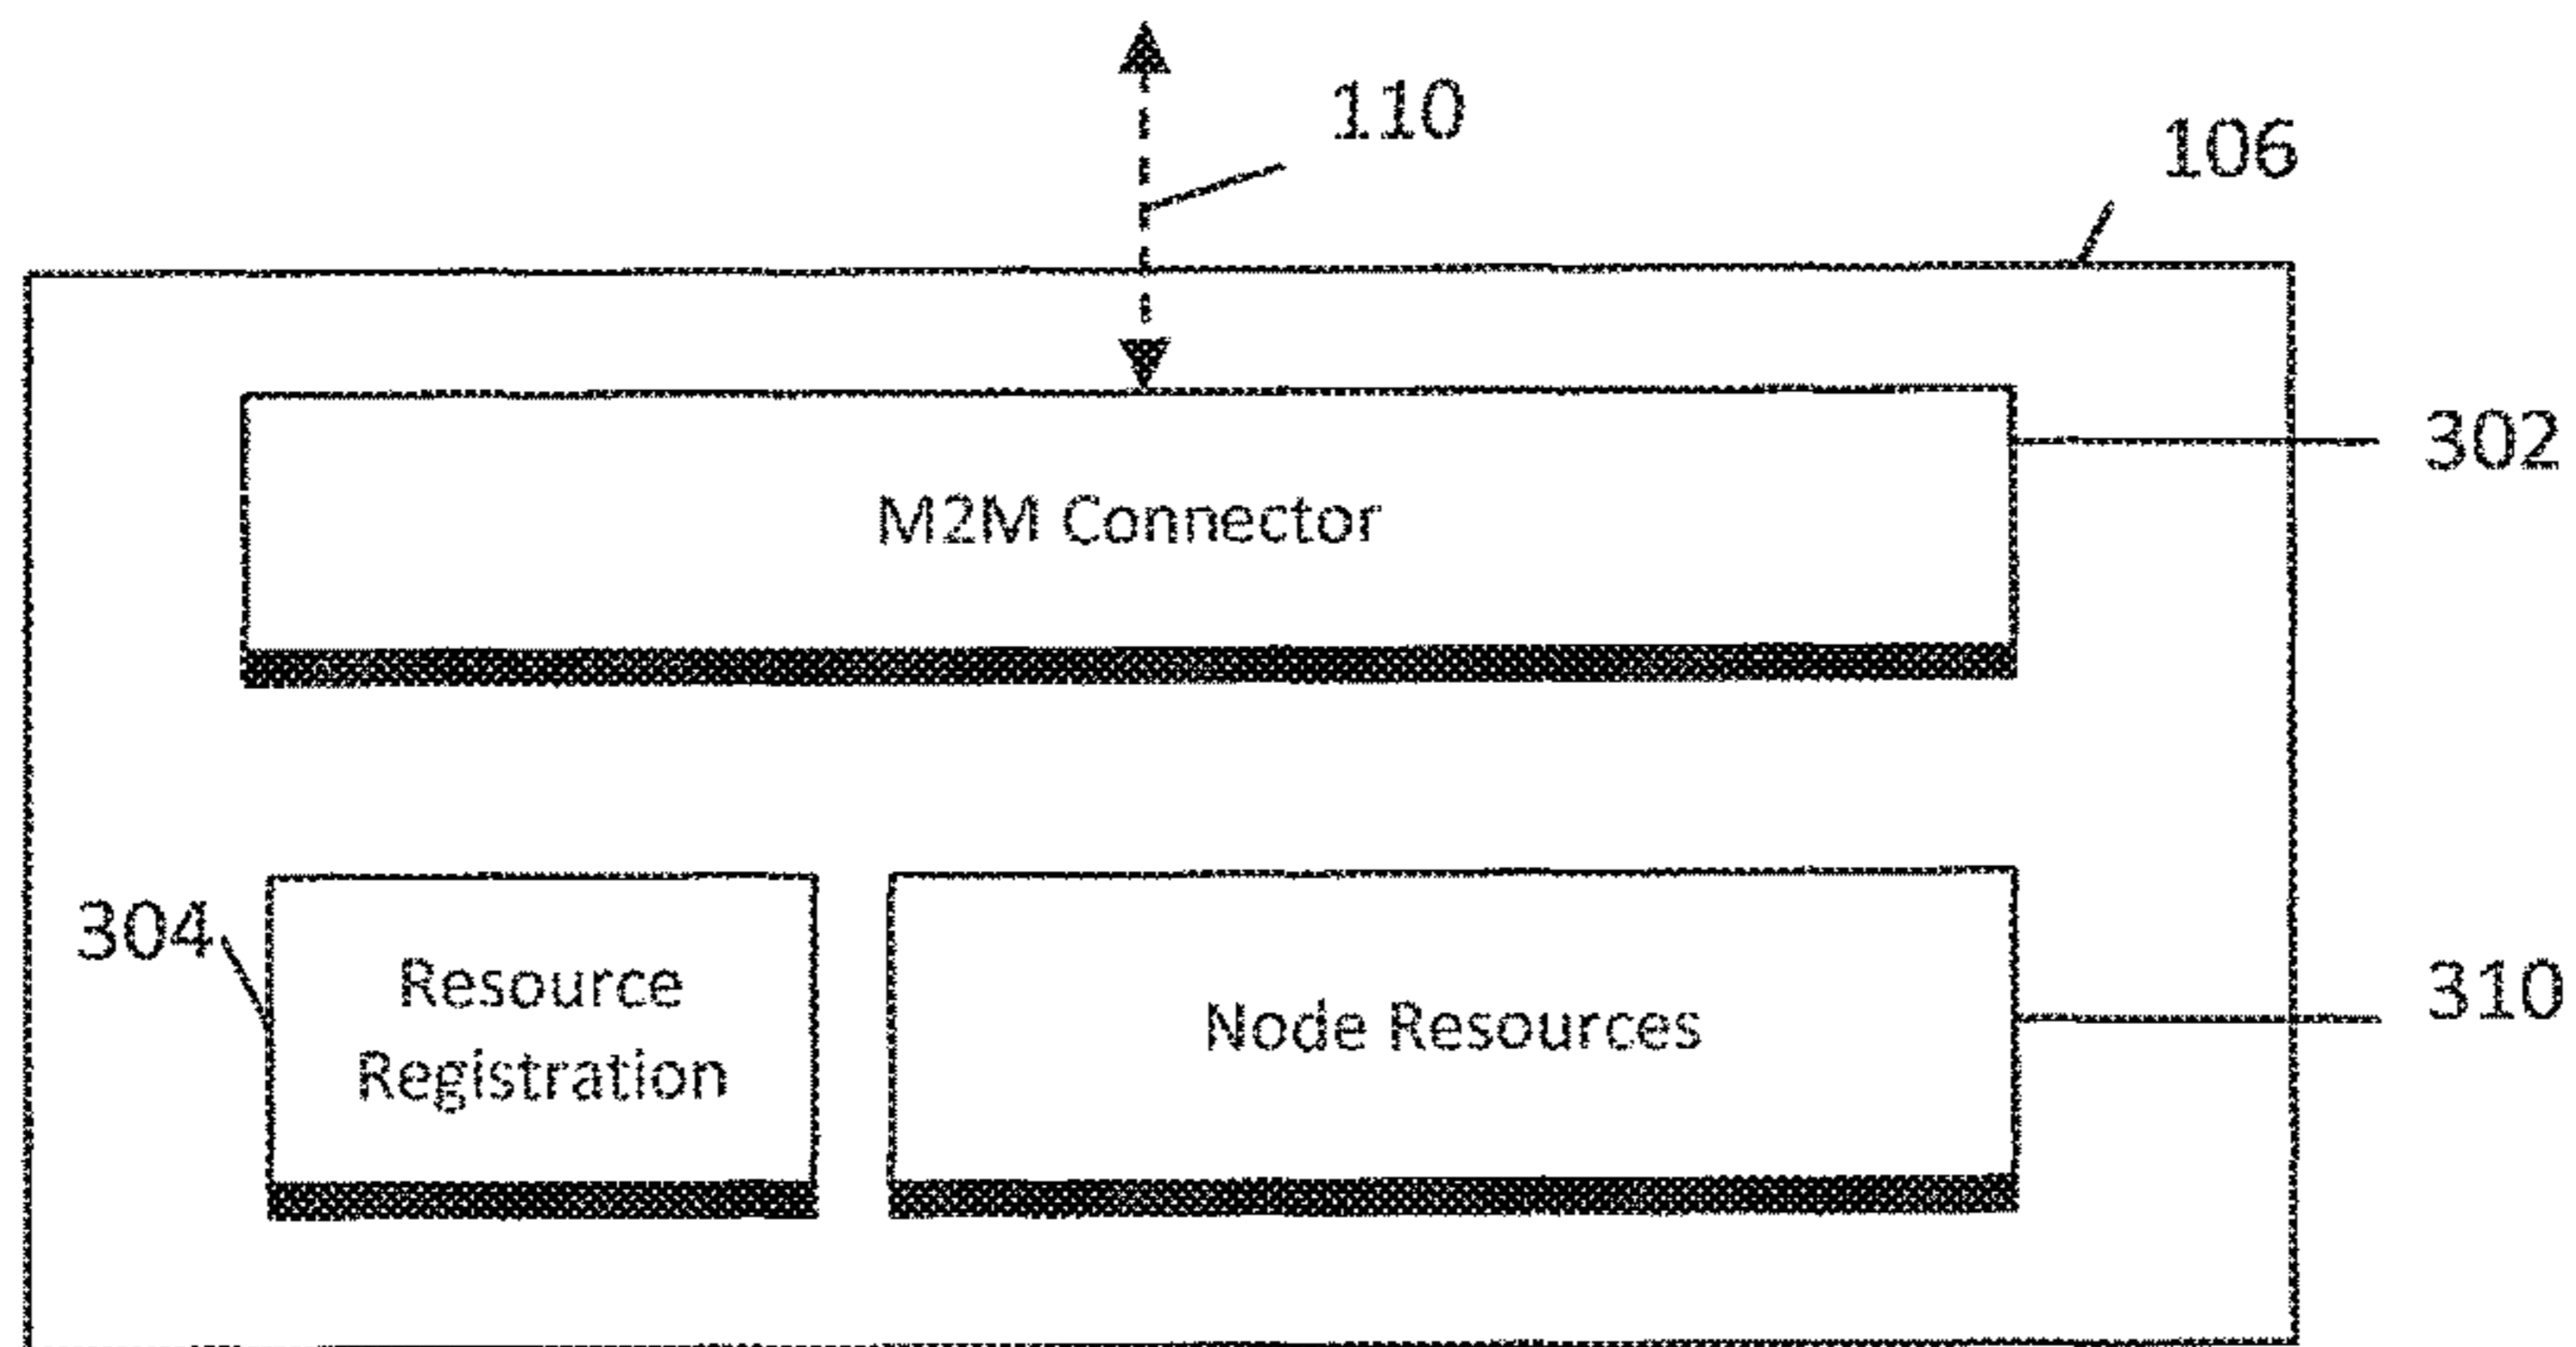 110
106
302
M2M Connector
304
Resource
Registration
Node Resources
310